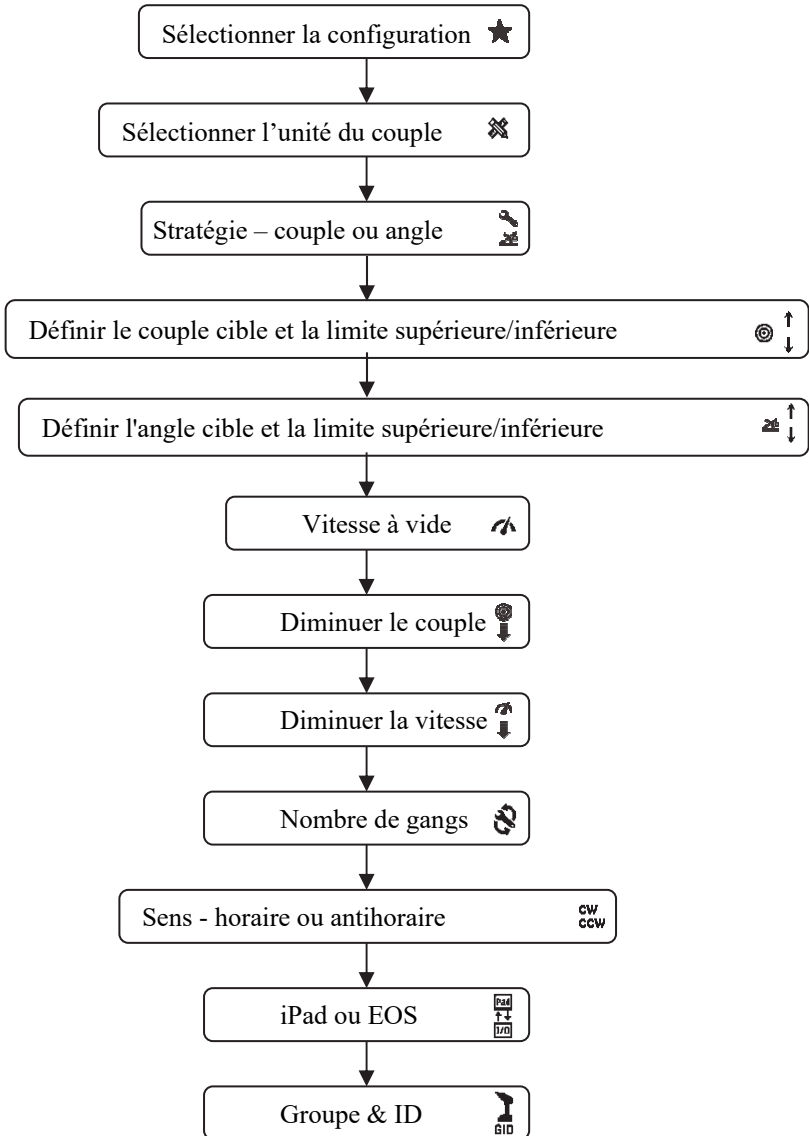 Sélectionner la configuration
Sélectionner l’unité du couple
Stratégie – couple ou angle
Définir le couple cible et la limite supérieure/inférieure
Définir l'angle cible et la limite supérieure/inférieure
Vitesse à vide
Diminuer le couple
Diminuer la vitesse
Nombre de gangs
Sens - horaire ou antihoraire
CW
CCW
iPad ou EOS
Pad
I/O
Groupe & ID
GID